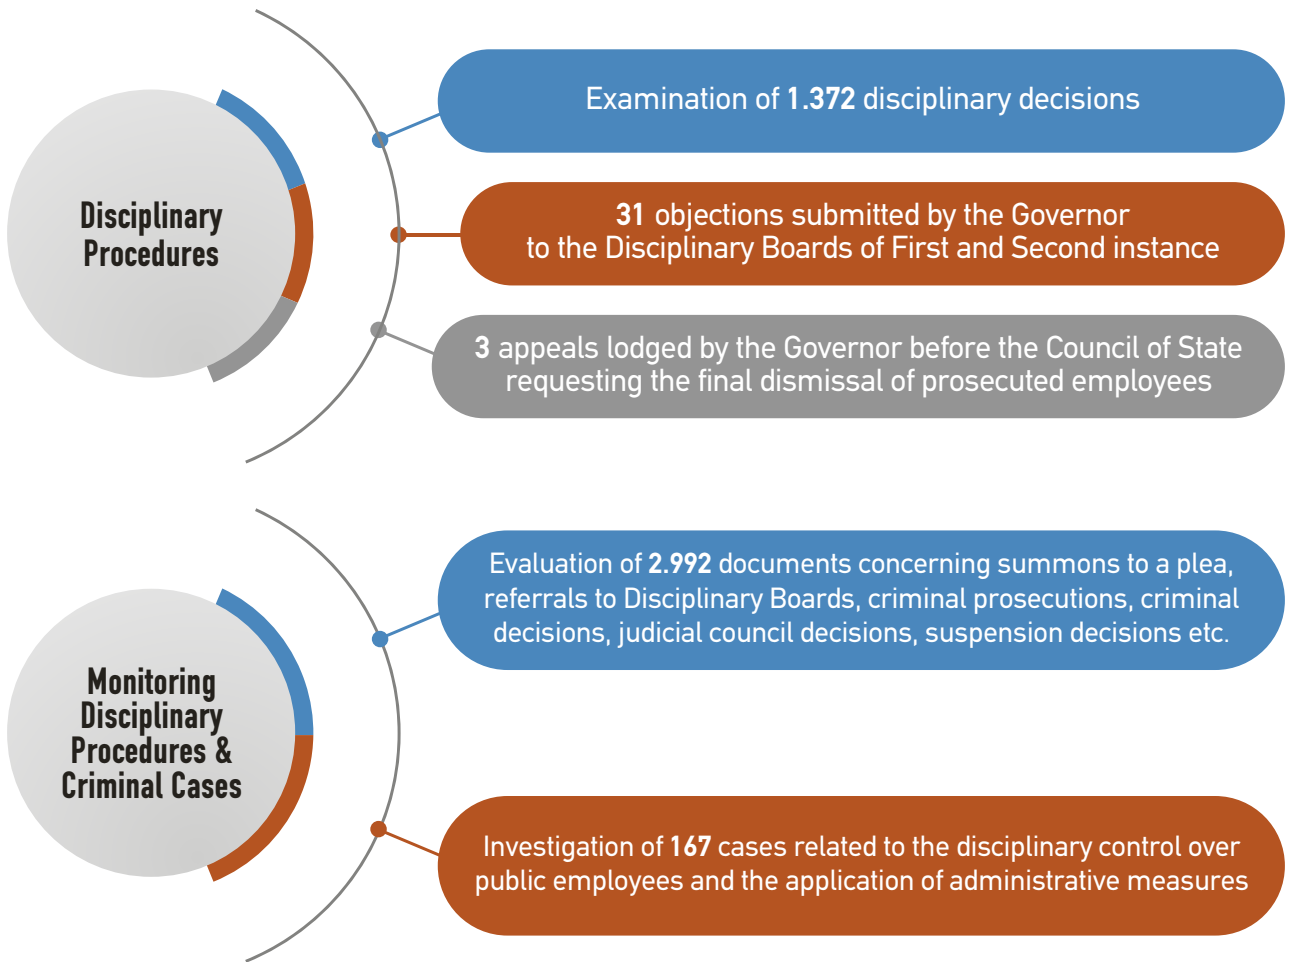 Disciplinary
Procedures
Examination of 1.372 disciplinary decisions
31 objections submitted by the Governor
to the Disciplinary Boards of First and Second instance
3 appeals lodged by the Governor before the Council of State
requesting the final dismissal of prosecuted employees
Monitoring
Disciplinary
Procedures &
Criminal Cases
Evaluation of 2.992 documents concerning summons to a plea,
referrals to Disciplinary Boards, criminal prosecutions, criminal
decisions, judicial council decisions, suspension decisions etc.
Investigation of 167 cases related to the disciplinary control over
public employees and the application of administrative measures